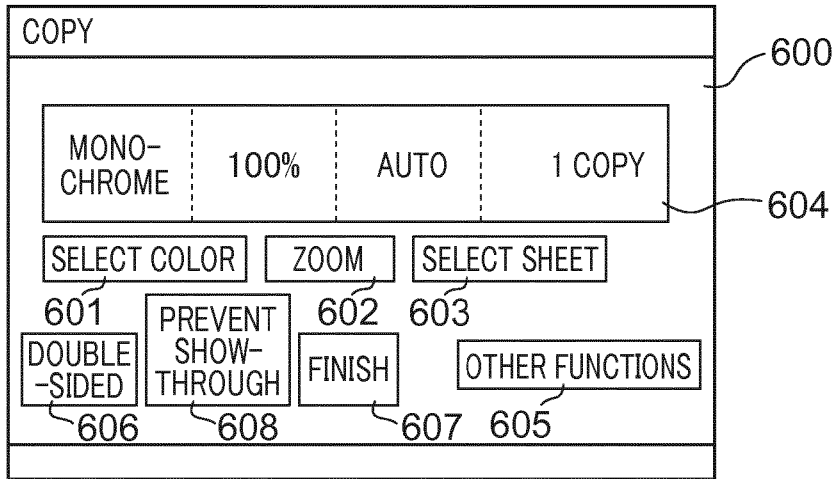 COPY
600
MONO-
CHROME
100%
AUTO
1 COPY
604
SELECT COLOR
ZOOM
SELECT SHEET
601
602
603
DOUBLE
-SIDED
PREVENT
SHOW-
THROUGH
FINISH
OTHER FUNCTIONS
606
608
607
605